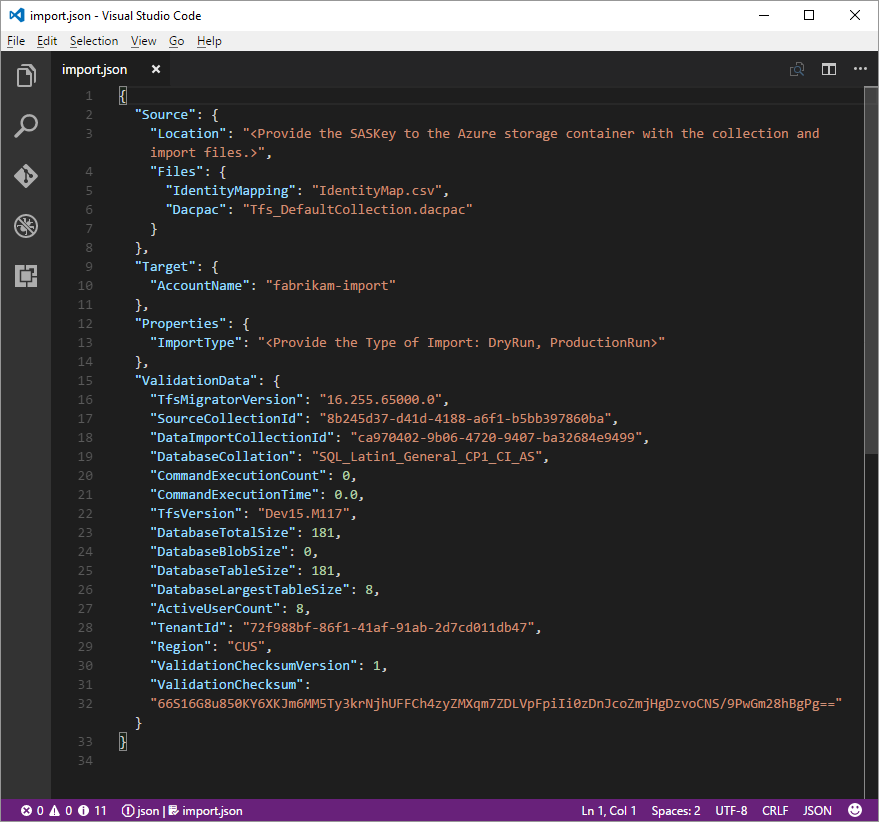 import.json - Visual Studio Code
File Edit Selection View Go Help
import.json
1 {
2 "Source": {
3 "Location": "<Provide the SASKey to the Azure storage container with the collection and
import files.>",
4 "Files": {
5 "IdentityMapping": "IdentityMap.csv",
6 "Dacpac": "Tfs_DefaultCollection.dacpac"
7 }
8 },
9 "Target": {
10 "AccountName": "fabrikam-import"
11 },
12 "Properties": {
13 "ImportType": "<Provide the Type of Import: DryRun, ProductionRun>"
14 },
15 "ValidationData": {
16 "TfsMigratorVersion": "16.255.65000.0",
17 "SourceCollectionId": "8b245d37-d41d-4188-a6f1-b5bb397860ba",
18 "DataImportCollectionId": "ca970402-9b06-4720-9407-ba32684e9499",
19 "DatabaseCollation": "SQL_Latin1_General_CP1_CI_AS",
20 "CommandExecutionCount": 0,
21 "CommandExecutionTime": 0.0,
22 "TfsVersion": "Dev15.M117",
23 "DatabaseTotalSize": 181,
24 "DatabaseBlobSize": 0,
25 "DatabaseTableSize": 181,
26 "DatabaseLargestTableSize": 8,
27 "ActiveUserCount": 8,
28 "TenantId": "72f988bf-86f1-41af-91ab-2d7cd011db47",
29 "Region": "CUS",
30 "ValidationChecksumVersion": 1,
31 "ValidationChecksum":
32 "66S16G8u850KY6XKJm6MM5Ty3krNjhUFFCh4zyZMXqm7ZDLVpFpiIi0zDnJcoZmjHgDzvoCNS/9PwGm28hBgPg=="
}
33 }
34
0 0 11 json | import.json Ln 1, Col 1 Spaces: 2 UTF-8 CRLF JSON